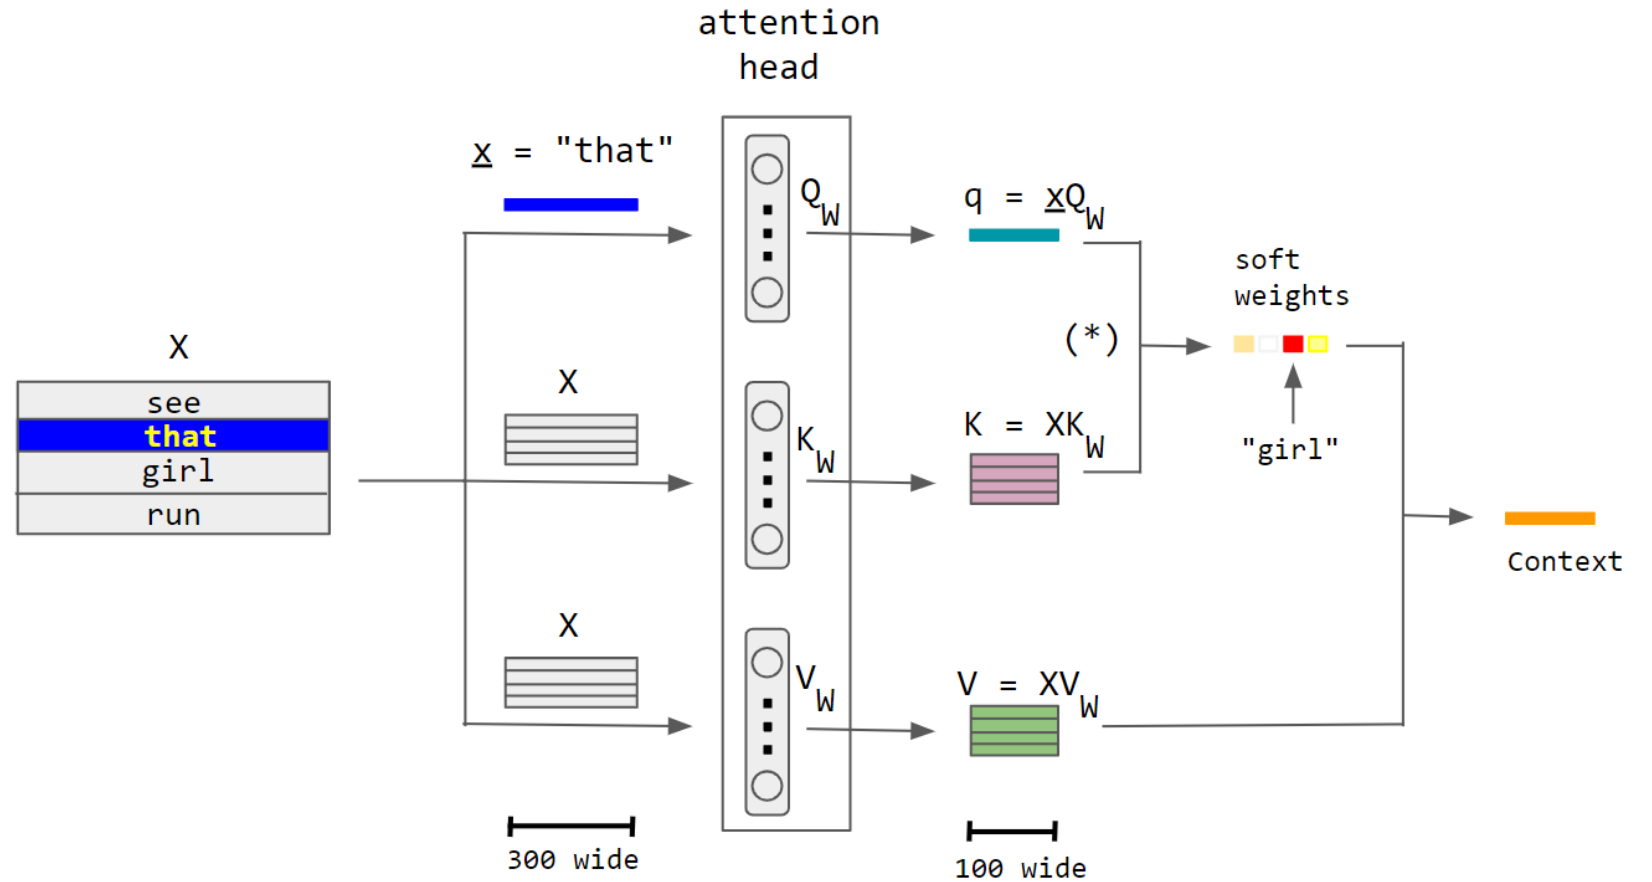 attention
head
x = "that"
Q_W
q = xQ_W
soft
weights
(*)
X
see
that
girl
run
X
K_W
K = XK_W
"girl"
Context
X
V_W
V = XV_W
300 wide
100 wide